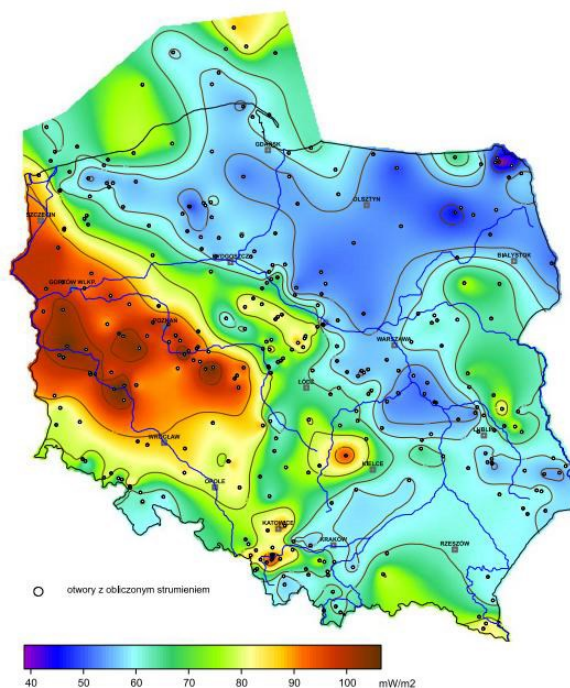 GDAŃSK
OLSZTYN
SZCZECIN
BYDGOSZCZ
BIAŁYSTOK
GORZÓW WLKP.
POZNAŃ
WARSZAWA
ŁÓDŹ
LUBLIN
WROCŁAW
KIELCE
OPOLE
KATOWICE
KRAKÓW
RZESZÓW
otwory z obliczonym strumieniem
40 50 60 70 80 90 100 mW/m2